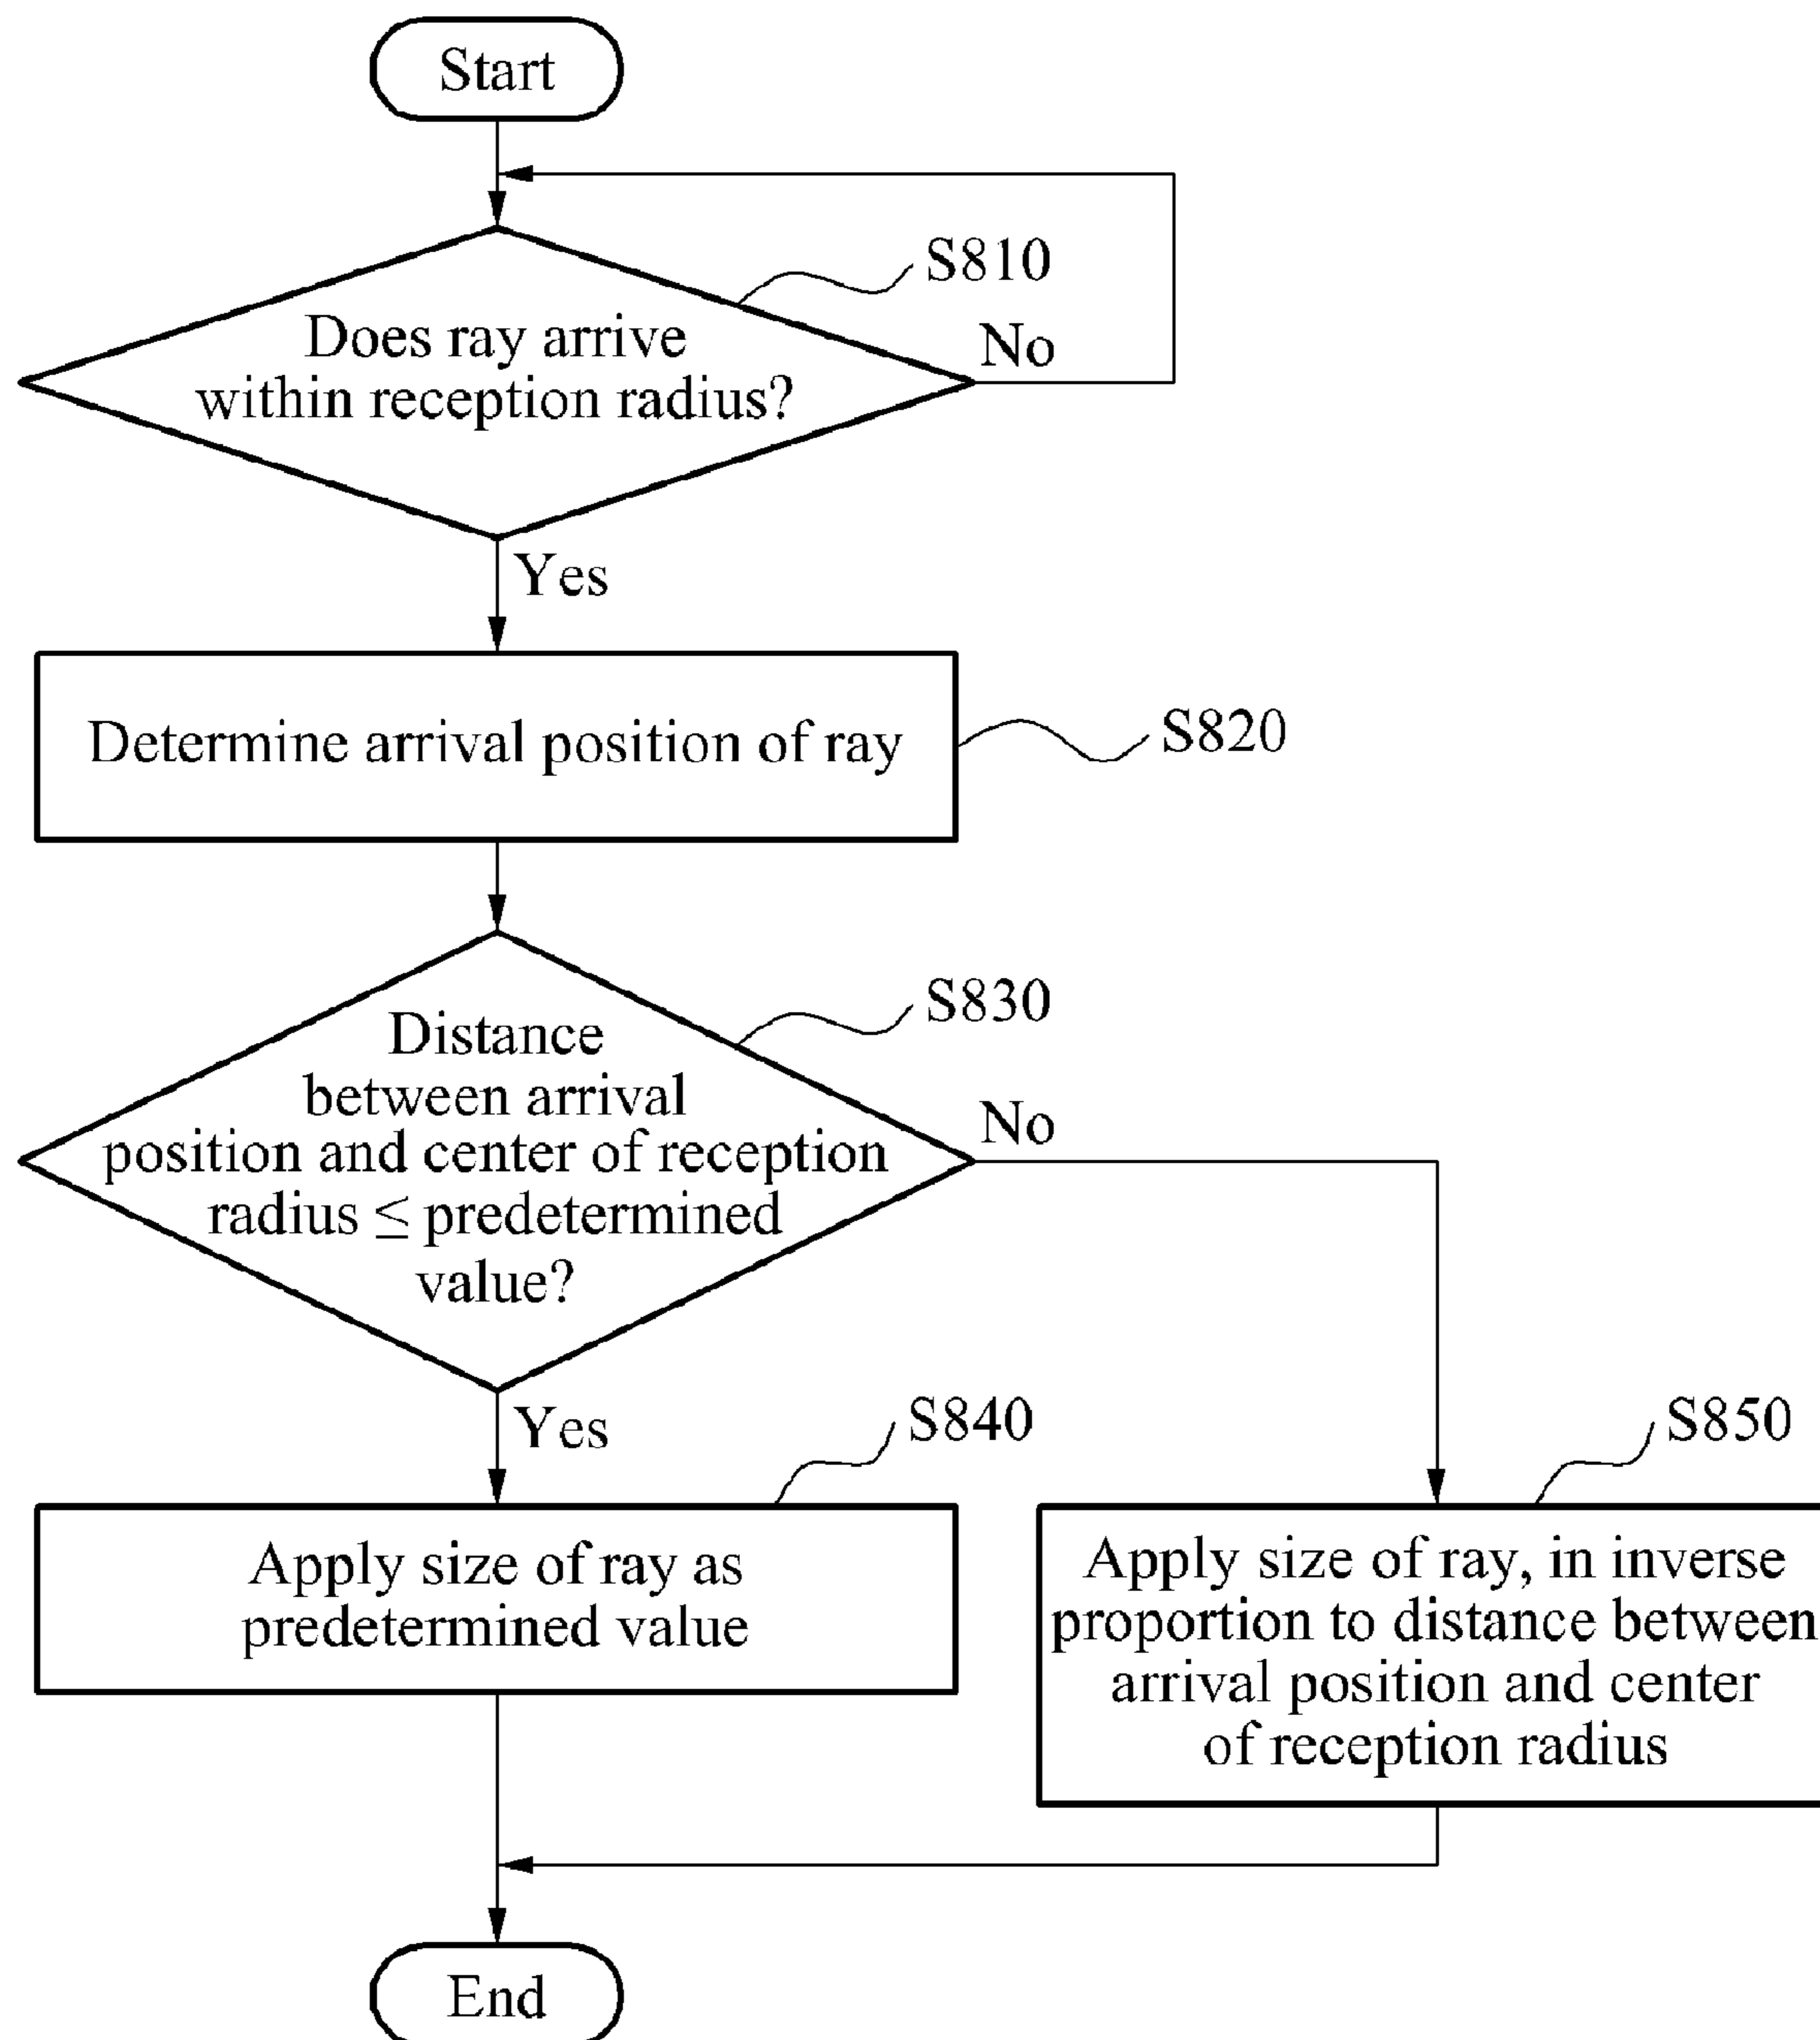 Start
S810
Does ray arrive
within reception radius?
No
Yes
Determine arrival position of ray
S820
S830
Distance
between arrival
position and center of reception
radius ≤ predetermined
value?
No
Yes
S840
Apply size of ray as
predetermined value
S850
Apply size of ray, in inverse
proportion to distance between
arrival position and center
of reception radius
End